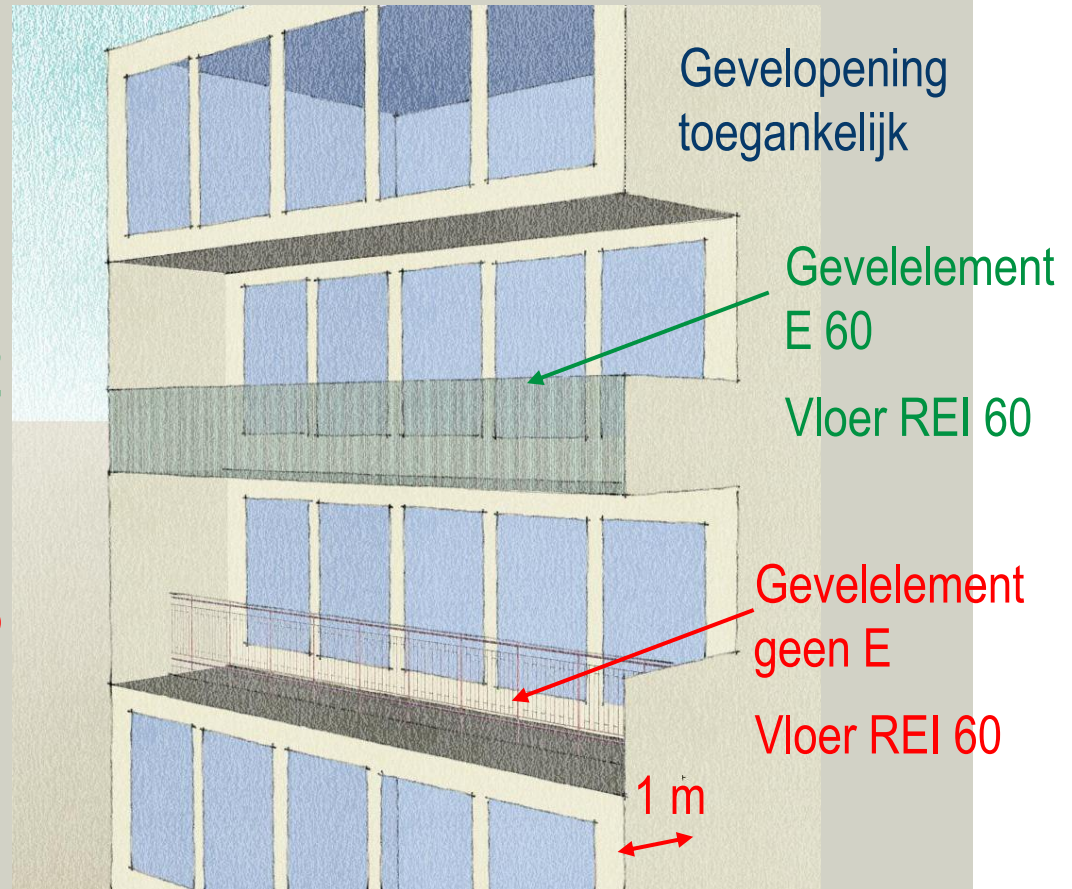 Gevelopening
toegankelijk
Gevelelement
E 60
Vloer REI 60
Gevelelement
geen E
Vloer REI 60
1 m